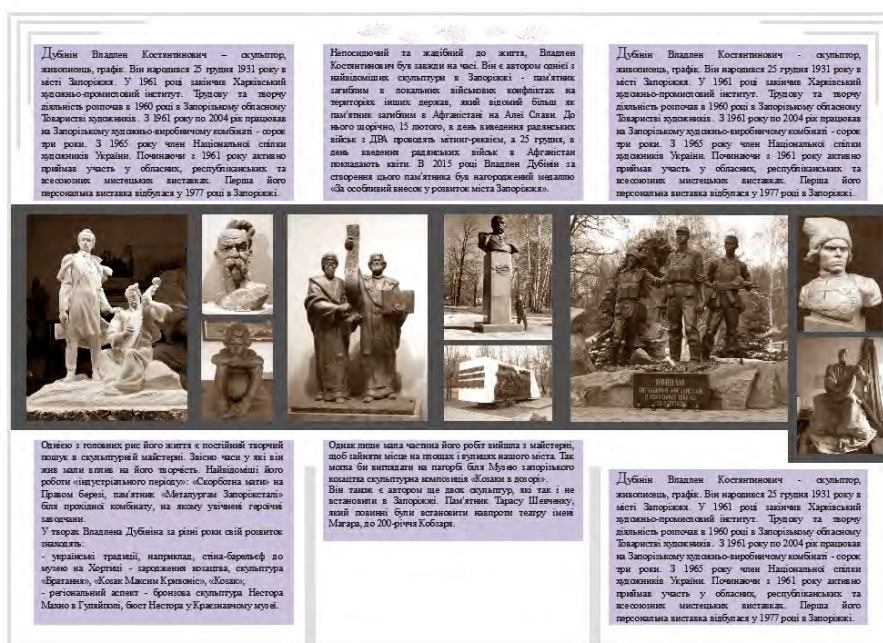 Дубінін Владлен Костянтинович – скульптор,
живописець, графік. Він народився 25 грудня 1931 року в
місті Запоріжжя. У 1961 році закінчив Харківський
художньо-промисловий інститут. Трудову та творчу
діяльність розпочав в 1960 році в Запорізькому обласному
Товаристві художників. З 1961 року по 2004 рік працював
на Запорізькому художньо-виробничому комбінаті - сорок
три роки. З 1965 року член Національної спілки
художників України. Починаючи з 1961 року активно
приймав участь у обласних, республіканських та
всесоюзних мистецьких виставках. Перша його
персональна виставка відбулася у 1977 році в Запоріжжі.
Непосидючий та жадібний до життя, Владлен
Костянтинович був завжди на часі. Він є автором однієї з
найвідоміших скульптури в Запоріжжі - пам'ятник
загиблим в локальних військових конфліктах на
територіях інших держав, який відомий більш як
пам'ятник загиблим в Афганістані на Алеї Слави. До
нього щорічно, 15 лютого, в день виведення радянських
військ з ДРА проводять мітинг-реквієм, а 25 грудня, в
день введення радянських військ в Афганістан
покладають квіти. В 2015 році Владлен Дубінін за
створення цього пам'ятника був нагороджений медаллю
«За особливий внесок у розвиток міста Запоріжжя».
Дубінін Владлен Костянтинович - скульптор,
живописець, графік. Він народився 25 грудня 1931 року в
місті Запоріжжя. У 1961 році закінчив Харківський
художньо-промисловий інститут. Трудову та творчу
діяльність розпочав в 1960 році в Запорізькому обласному
Товаристві художників. З 1961 року по 2004 рік працював
на Запорізькому художньо-виробничому комбінаті - сорок
три роки. З 1965 року член Національної спілки
художників України. Починаючи з 1961 року активно
приймав участь у обласних, республіканських та
всесоюзних мистецьких виставках. Перша його
персональна виставка відбулася у 1977 році в Запоріжжі.
Однією з головних рис його життя є постійний творчий
пошук в скульптурній майстерні. Звісно часи у які він
жив мали вплив на його творчість. Найвідоміші його
роботи «індустріального періоду»: «Скорботна мати» на
Правом березі, пам'ятник «Металургам Запоріжсталі»
біля прохідної комбінату, на якому увічнені героїчні
заводчани.
У творах Владлена Дубініна за різні роки свій розвиток
знаходять:
- українські традиції, наприклад, стіна-барельєф до
музею на Хортиці - зародження козацтва, скульптура
«Братання», «Козак Максим Кривоніс», «Козак»;
- регіональний аспект - бронзова скульптура Нестора
Махно в Гуляйполі, бюст Нестора у Краєзнавчому музеї.
Однак лише мала частина його робіт вийшла з майстерні,
щоб зайняти місце на площах і вулицях нашого міста. Так
могла би виглядати на пагорбі біля Музею запорізького
козацтва скульптурна композиція «Козаки в дозорі».
Він також є автором ще двох скульптур, які так і не
встановили в Запоріжжі. Пам'ятник Тарасу Шевченку,
який повинні були встановити навпроти театру імені
Магара, до 200-річчя Кобзаря.
Дубінін Владлен Костянтинович - скульптор,
живописець, графік. Він народився 25 грудня 1931 року в
місті Запоріжжя. У 1961 році закінчив Харківський
художньо-промисловий інститут. Трудову та творчу
діяльність розпочав в 1960 році в Запорізькому обласному
Товаристві художників. З 1961 року по 2004 рік працював
на Запорізькому художньо-виробничому комбінаті - сорок
три роки. З 1965 року член Національної спілки
художників України. Починаючи з 1961 року активно
приймав участь у обласних, республіканських та
всесоюзних мистецьких виставках. Перша його
персональна виставка відбулася у 1977 році в Запоріжжі.